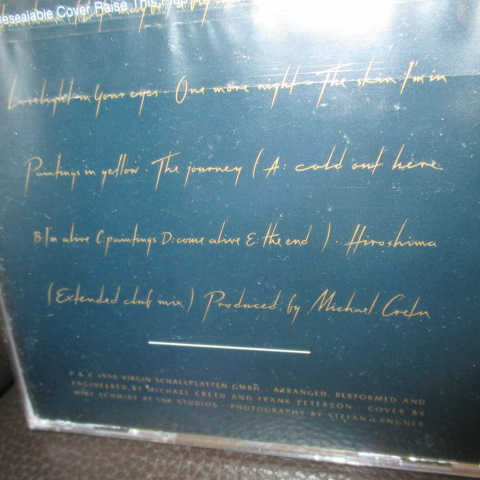 Resealable Cover Raise This Flap
Lovelight in your eyes · One more night · The skin I'm in
Paintings in yellow · The journey ( A: cold out here
B: I'm alive C: paintings D: come alive E: the end ) · Hiroshima
(Extended club mix) Produced by Michael Cretu
P & C 1990 VIRGIN SCHALLPLATTEN GMBH · ARRANGED, PERFORMED AND
ENGINEERED BY MICHAEL CRETU AND FRANK PETERSON · COVER BY
MIKE SCHMIDT AT INK STUDIOS · PHOTOGRAPHY BY STEFAN LANGNER